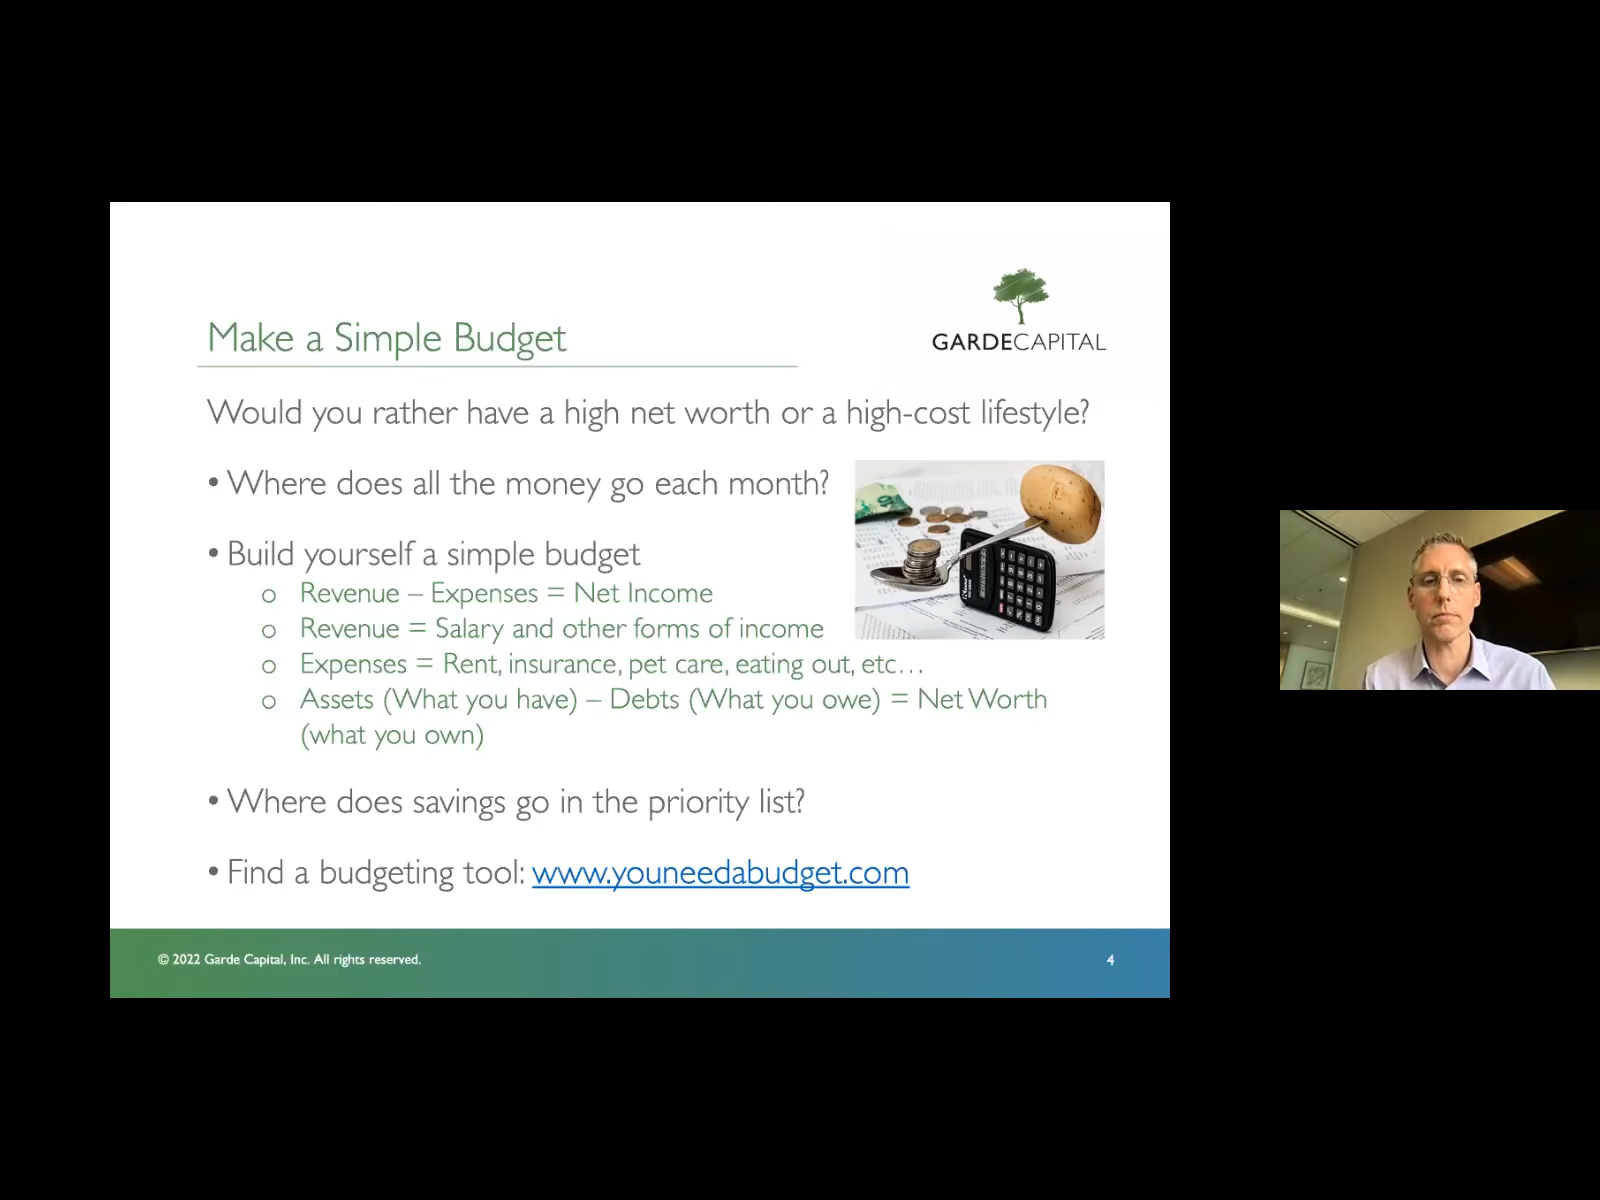 GARDECAPITAL
Make a Simple Budget
Would you rather have a high net worth or a high-cost lifestyle?
• Where does all the money go each month?
• Build yourself a simple budget
o Revenue – Expenses = Net Income
o Revenue = Salary and other forms of income
o Expenses = Rent, insurance, pet care, eating out, etc…
o Assets (What you have) – Debts (What you owe) = Net Worth
(what you own)
• Where does savings go in the priority list?
• Find a budgeting tool: www.youneedabudget.com
© 2022 Garde Capital, Inc. All rights reserved.
4